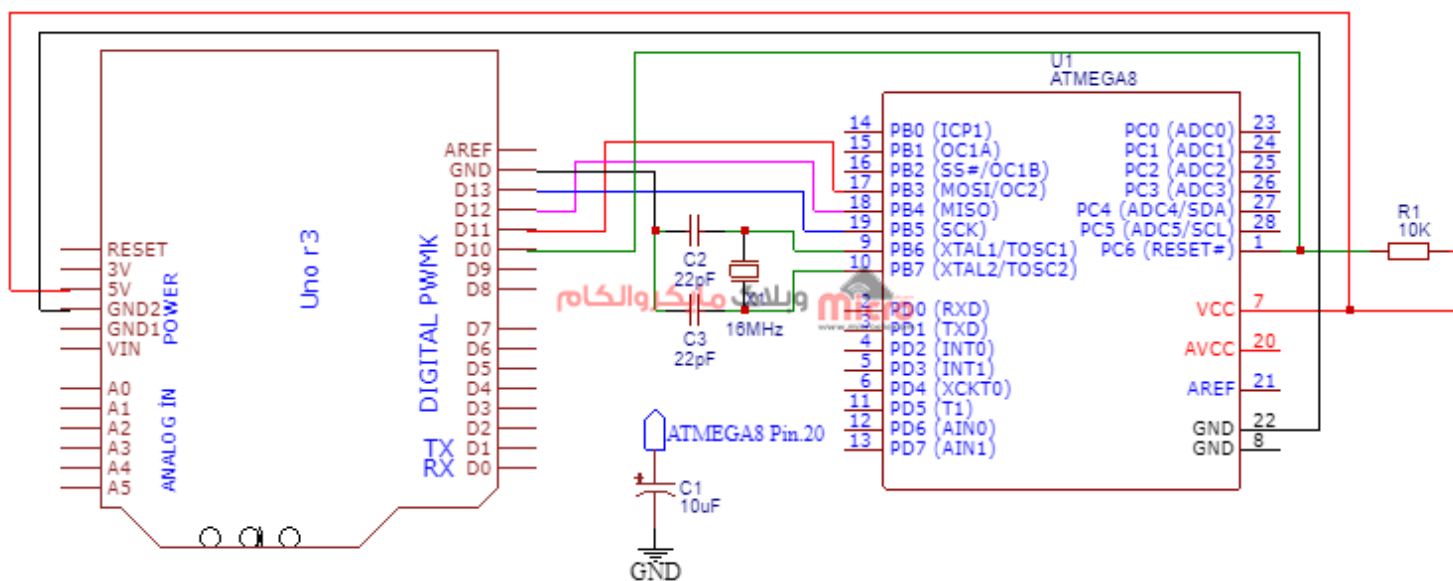 Uno r3
RESET
3V
5V
GND2
GND1
VIN
POWER
A0
A1
A2
A3
A4
A5
ANALOG IN
AREF
GND
D13
D12
D11
D10
D9
D8
D7
D6
D5
D4
D3
D2
D1
D0
TX
RX
DIGITAL PWMK
C2
22pF
C3
22pF
16MHz
وبلاگ مایکروالکام
micro
ATMEGA8 Pin.20
C1
10uF
GND
U1
ATMEGA8
14 PB0 (ICP1)
15 PB1 (OC1A)
16 PB2 (SS#/OC1B)
17 PB3 (MOSI/OC2)
18 PB4 (MISO)
19 PB5 (SCK)
9 PB6 (XTAL1/TOSC1)
10 PB7 (XTAL2/TOSC2)
2 PD0 (RXD)
3 PD1 (TXD)
4 PD2 (INT0)
5 PD3 (INT1)
6 PD4 (XCKT0)
11 PD5 (T1)
12 PD6 (AIN0)
13 PD7 (AIN1)
PC0 (ADC0) 23
PC1 (ADC1) 24
PC2 (ADC2) 25
PC3 (ADC3) 26
PC4 (ADC4/SDA) 27
PC5 (ADC5/SCL) 28
PC6 (RESET#) 1
VCC 7
AVCC 20
AREF 21
GND 22
GND 8
R1
10K